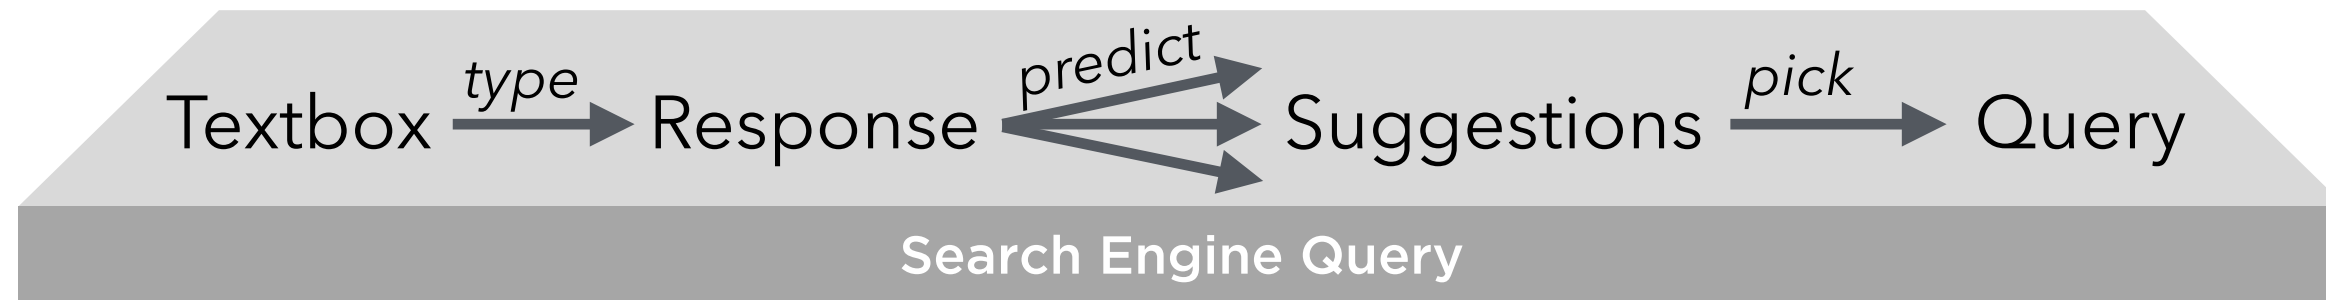 Textbox type Response predict Suggestions pick Query
Search Engine Query